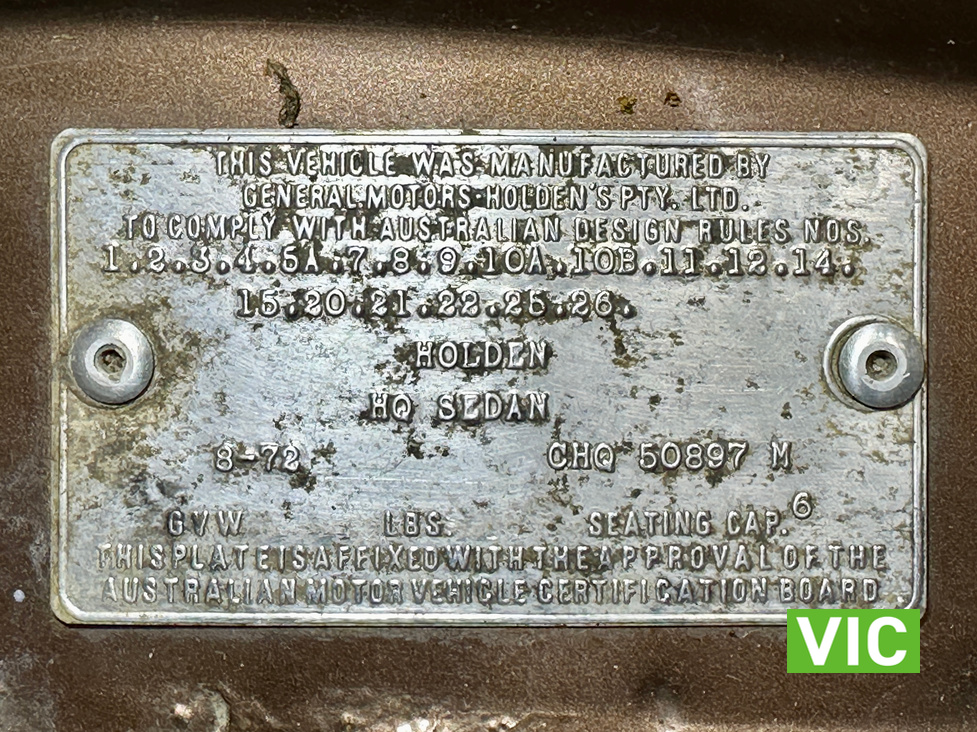 THIS VEHICLE WAS MANUFACTURED BY
GENERAL MOTORS-HOLDEN'S PTY. LTD.
TO COMPLY WITH AUSTRALIAN DESIGN RULES NOS.
1.2.3.4.5A.7.8.9.10A.10B.11.12.14.
15.20.21.22.25.26.
HOLDEN
HQ SEDAN
8-72 CHQ 50897 M
GVW LBS. SEATING CAP. 6
THIS PLATE IS AFFIXED WITH THE APPROVAL OF THE
AUSTRALIAN MOTOR VEHICLE CERTIFICATION BOARD
VIC